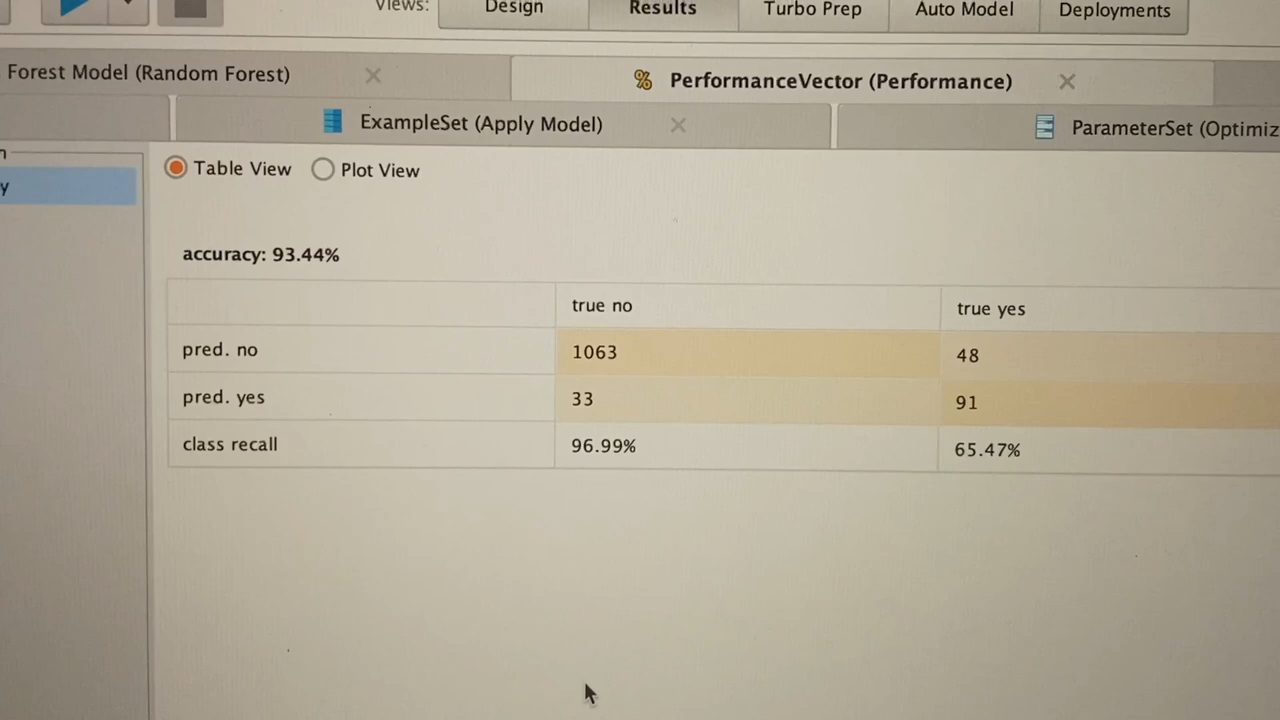 Views: Design Results Turbo Prep Auto Model Deployments
Forest Model (Random Forest) % PerformanceVector (Performance)
ExampleSet (Apply Model) ParameterSet (Optimiz
Table View Plot View
accuracy: 93.44%
true no true yes
pred. no 1063 48
pred. yes 33 91
class recall 96.99% 65.47%